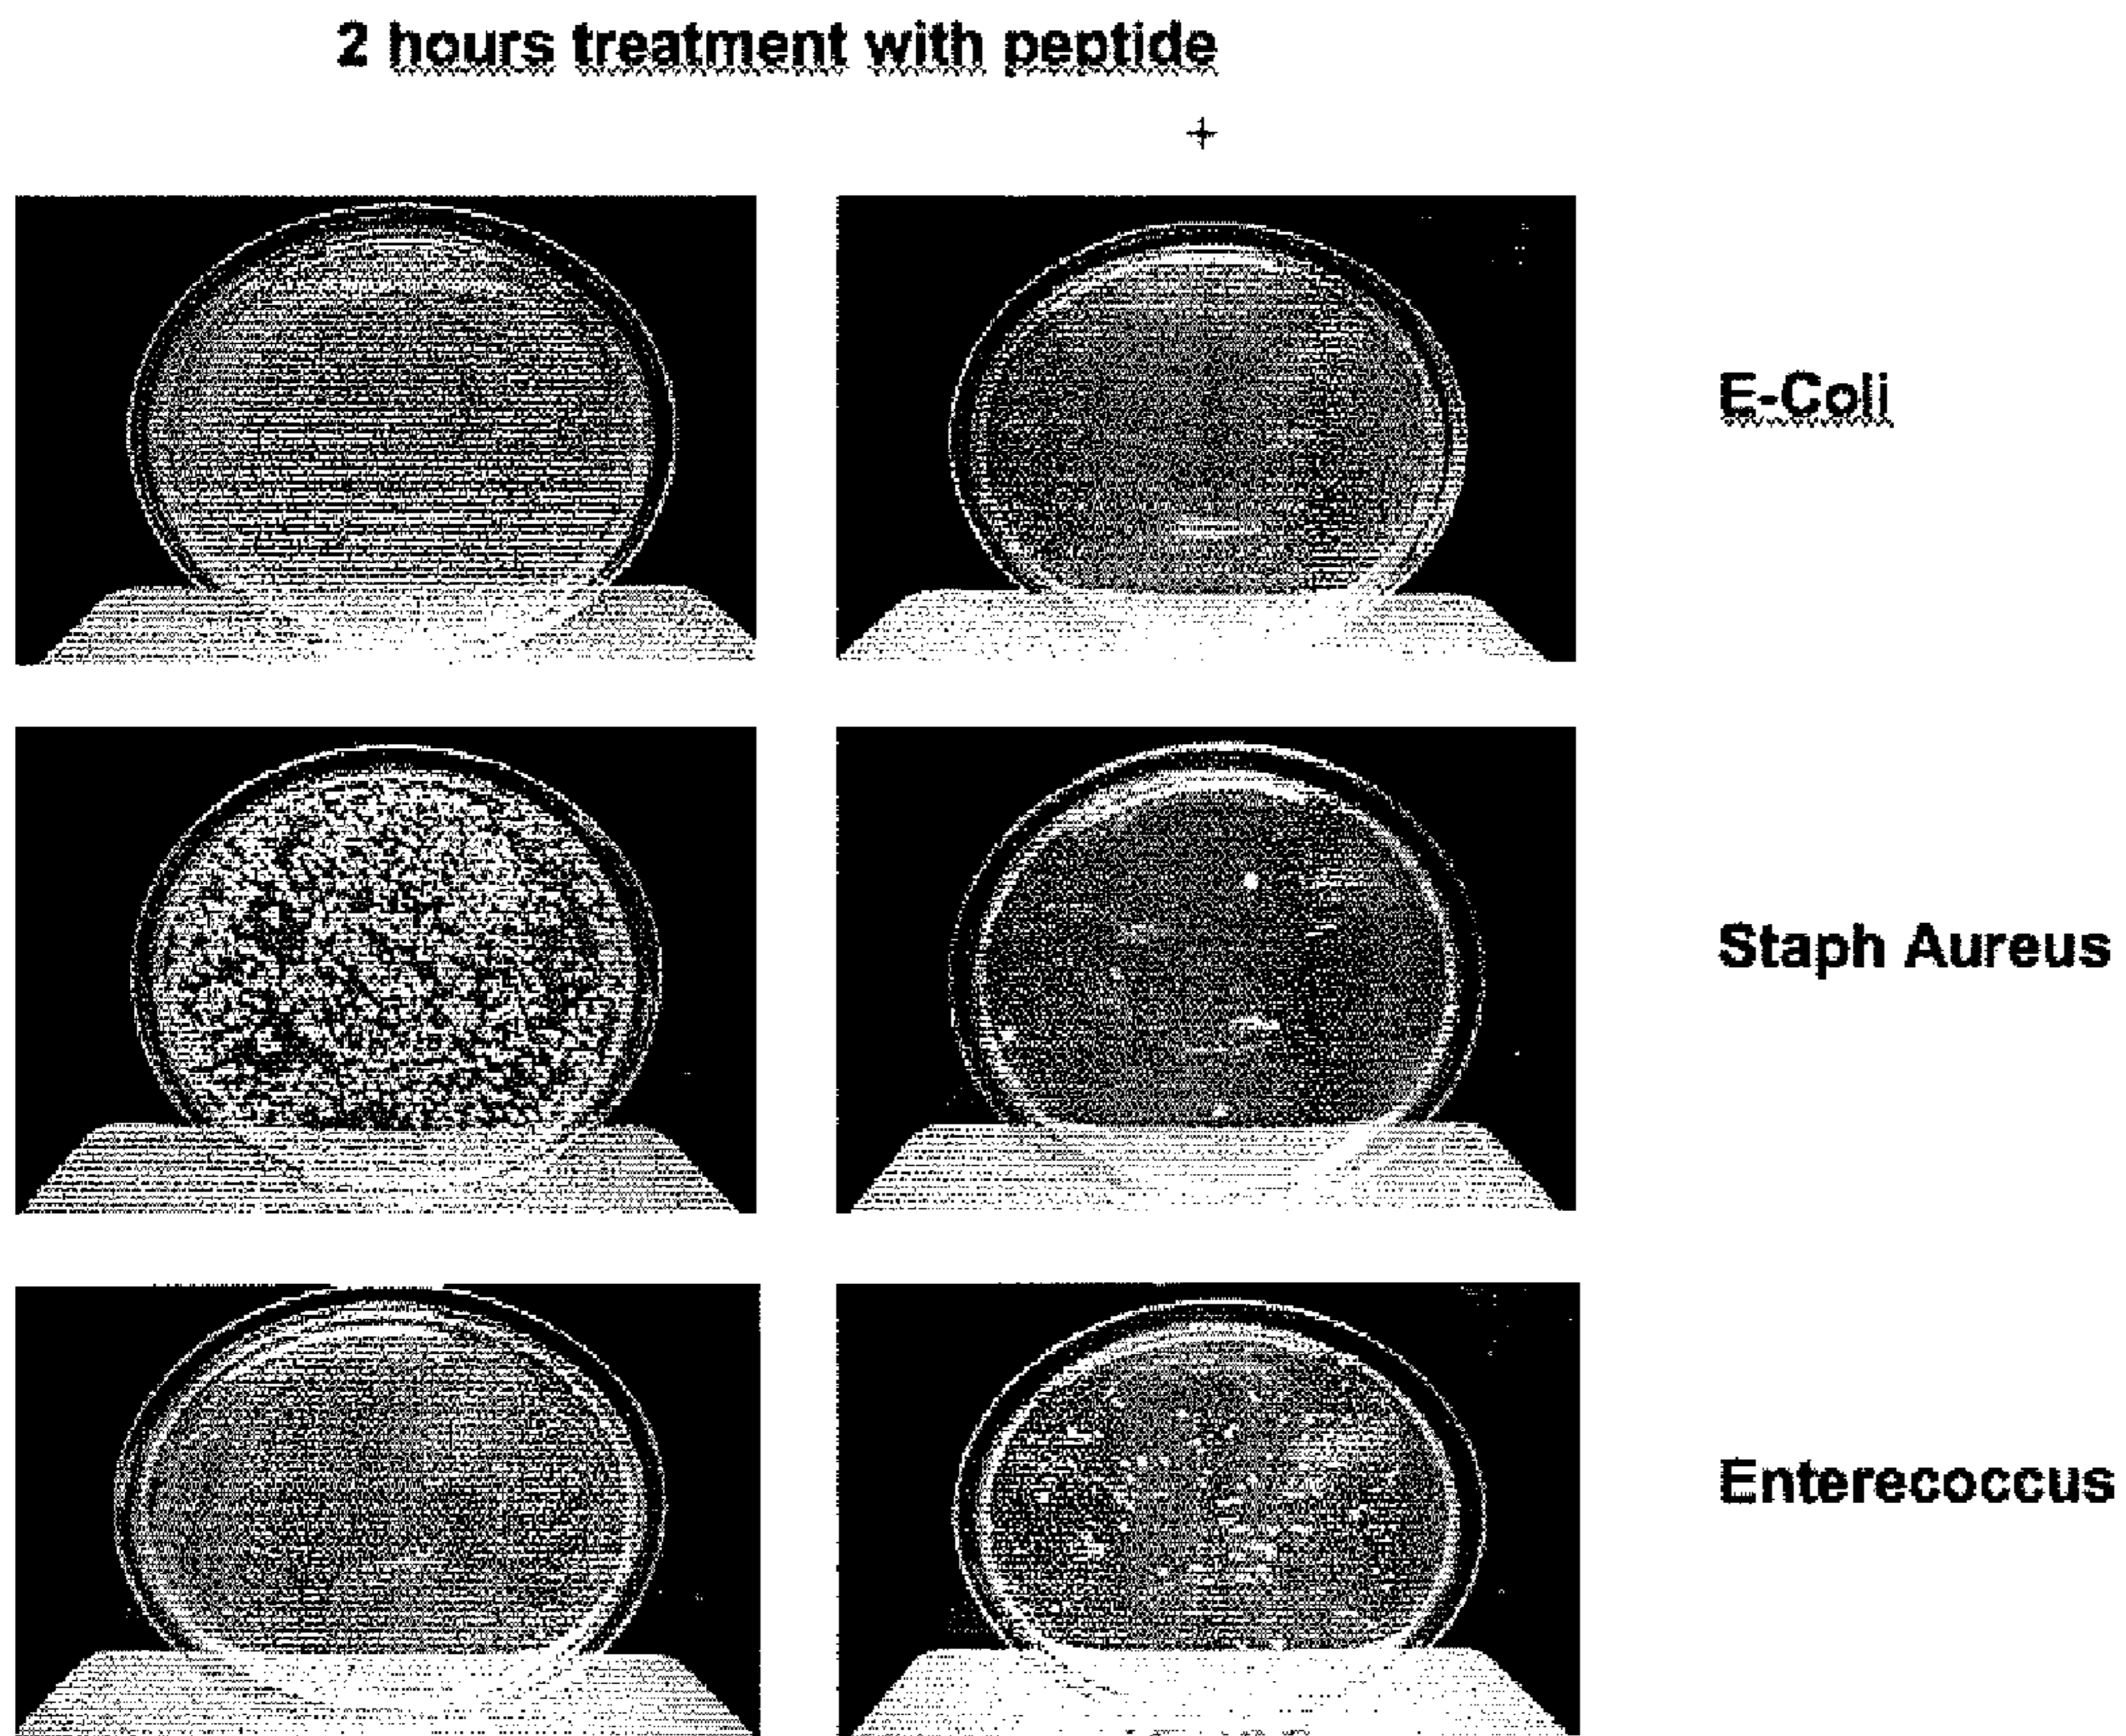 2 hours treatment with peptide
+
E-Coli
Staph Aureus
Enterecoccus